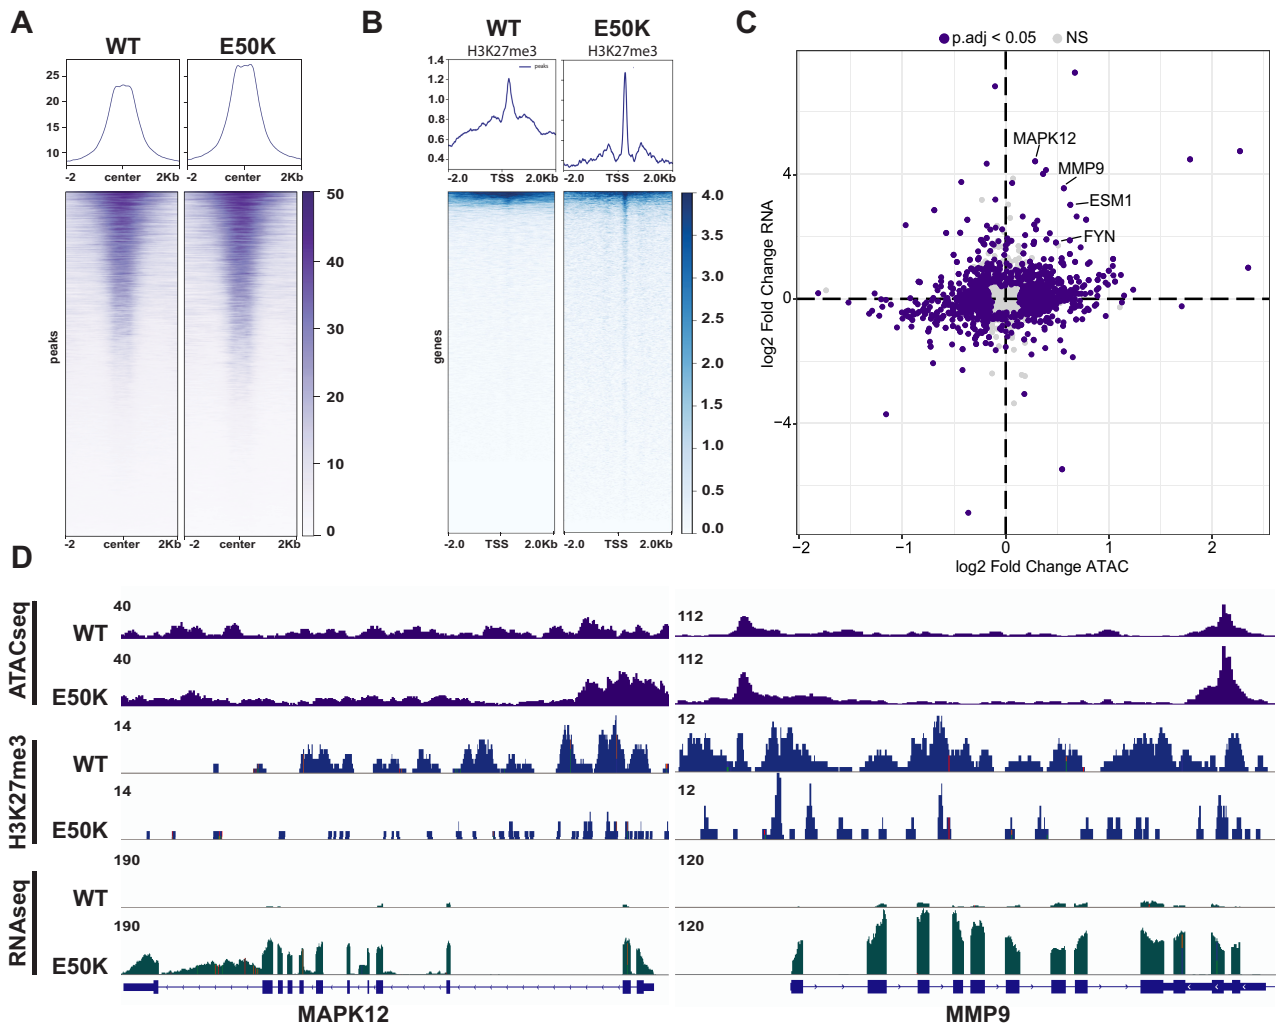 A
WT
E50K
25
20
15
10
-2
center
2Kb
-2
center
2Kb
peaks
50
40
30
20
10
0
-2
center
2Kb
-2
center
2Kb
B
WT
H3K27me3
E50K
H3K27me3
1.4
1.2
1.0
0.8
0.6
0.4
peaks
-2.0
TSS
2.0Kb
-2.0
TSS
2.0Kb
genes
4.0
3.5
4.0
2.5
2.0
1.5
1.0
0.5
0.0
-2.0
TSS
2.0Kb
-2.0
TSS
2.0Kb
C
p.adj < 0.05
NS
MAPK12
MMP9
ESM1
FYN
log2 Fold Change RNA
4
0
−4
−2
−1
0
1
2
log2 Fold Change ATAC
D
ATACseq
WT
40
112
E50K
40
112
H3K27me3
WT
14
12
E50K
14
12
RNAseq
WT
190
120
E50K
190
120
MAPK12
MMP9